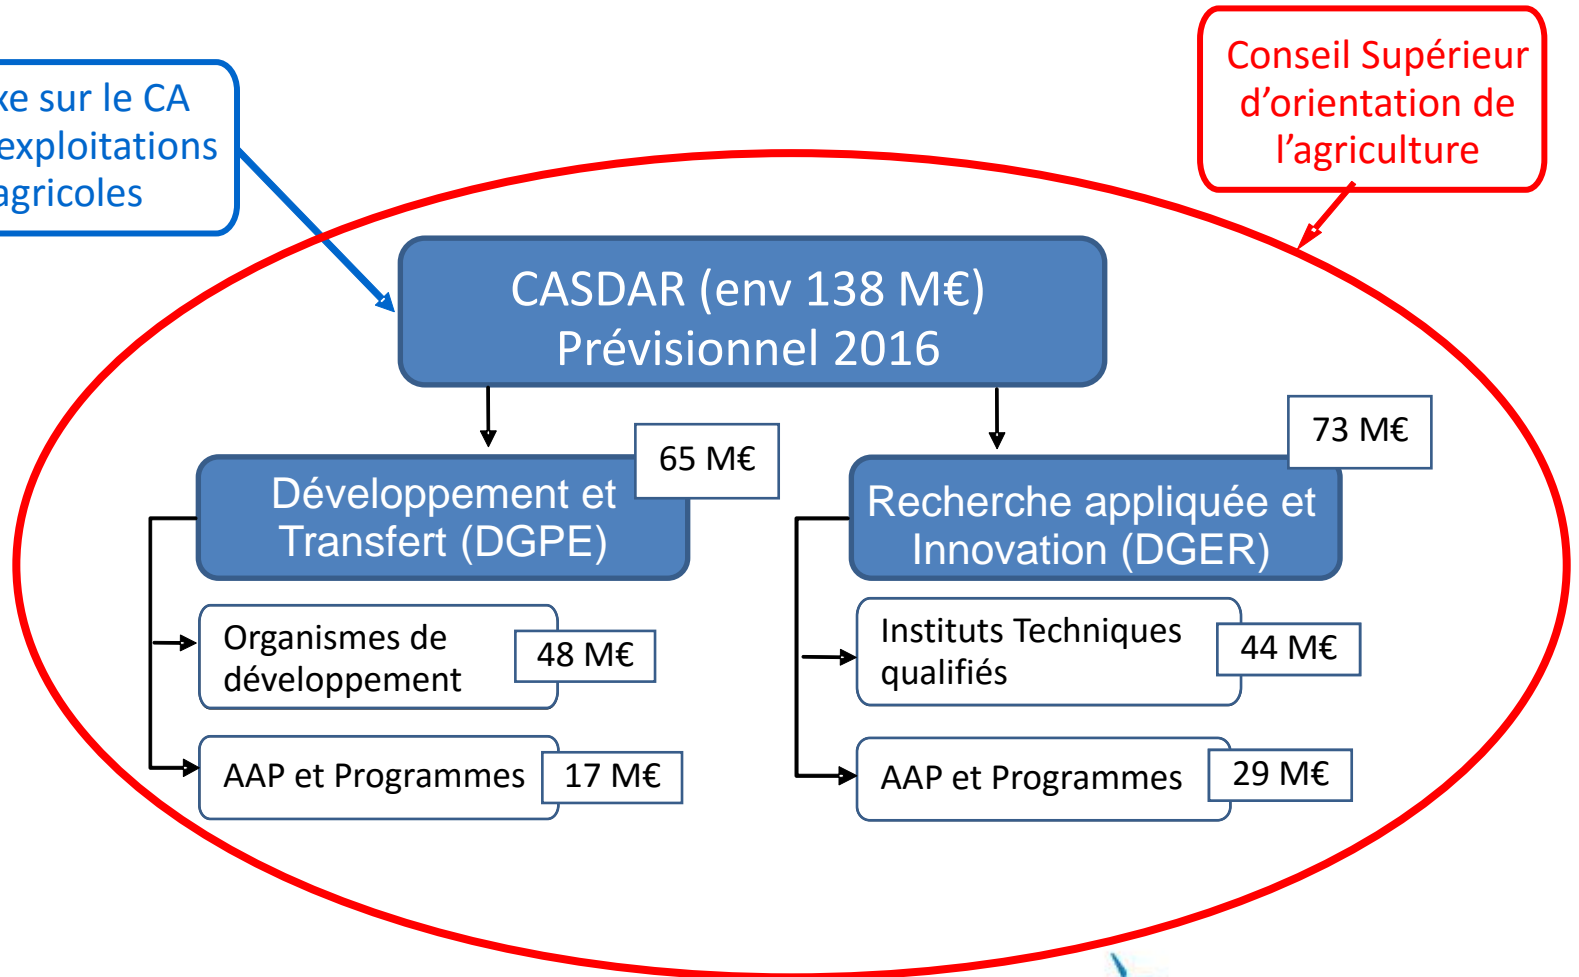 xe sur le CA
exploitations
agricoles
Conseil Supérieur
d’orientation de
l’agriculture
CASDAR (env 138 M€)
Prévisionnel 2016
65 M€
73 M€
Développement et
Transfert (DGPE)
Recherche appliquée et
Innovation (DGER)
Organismes de
développement
48 M€
AAP et Programmes
17 M€
Instituts Techniques
qualifiés
44 M€
AAP et Programmes
29 M€